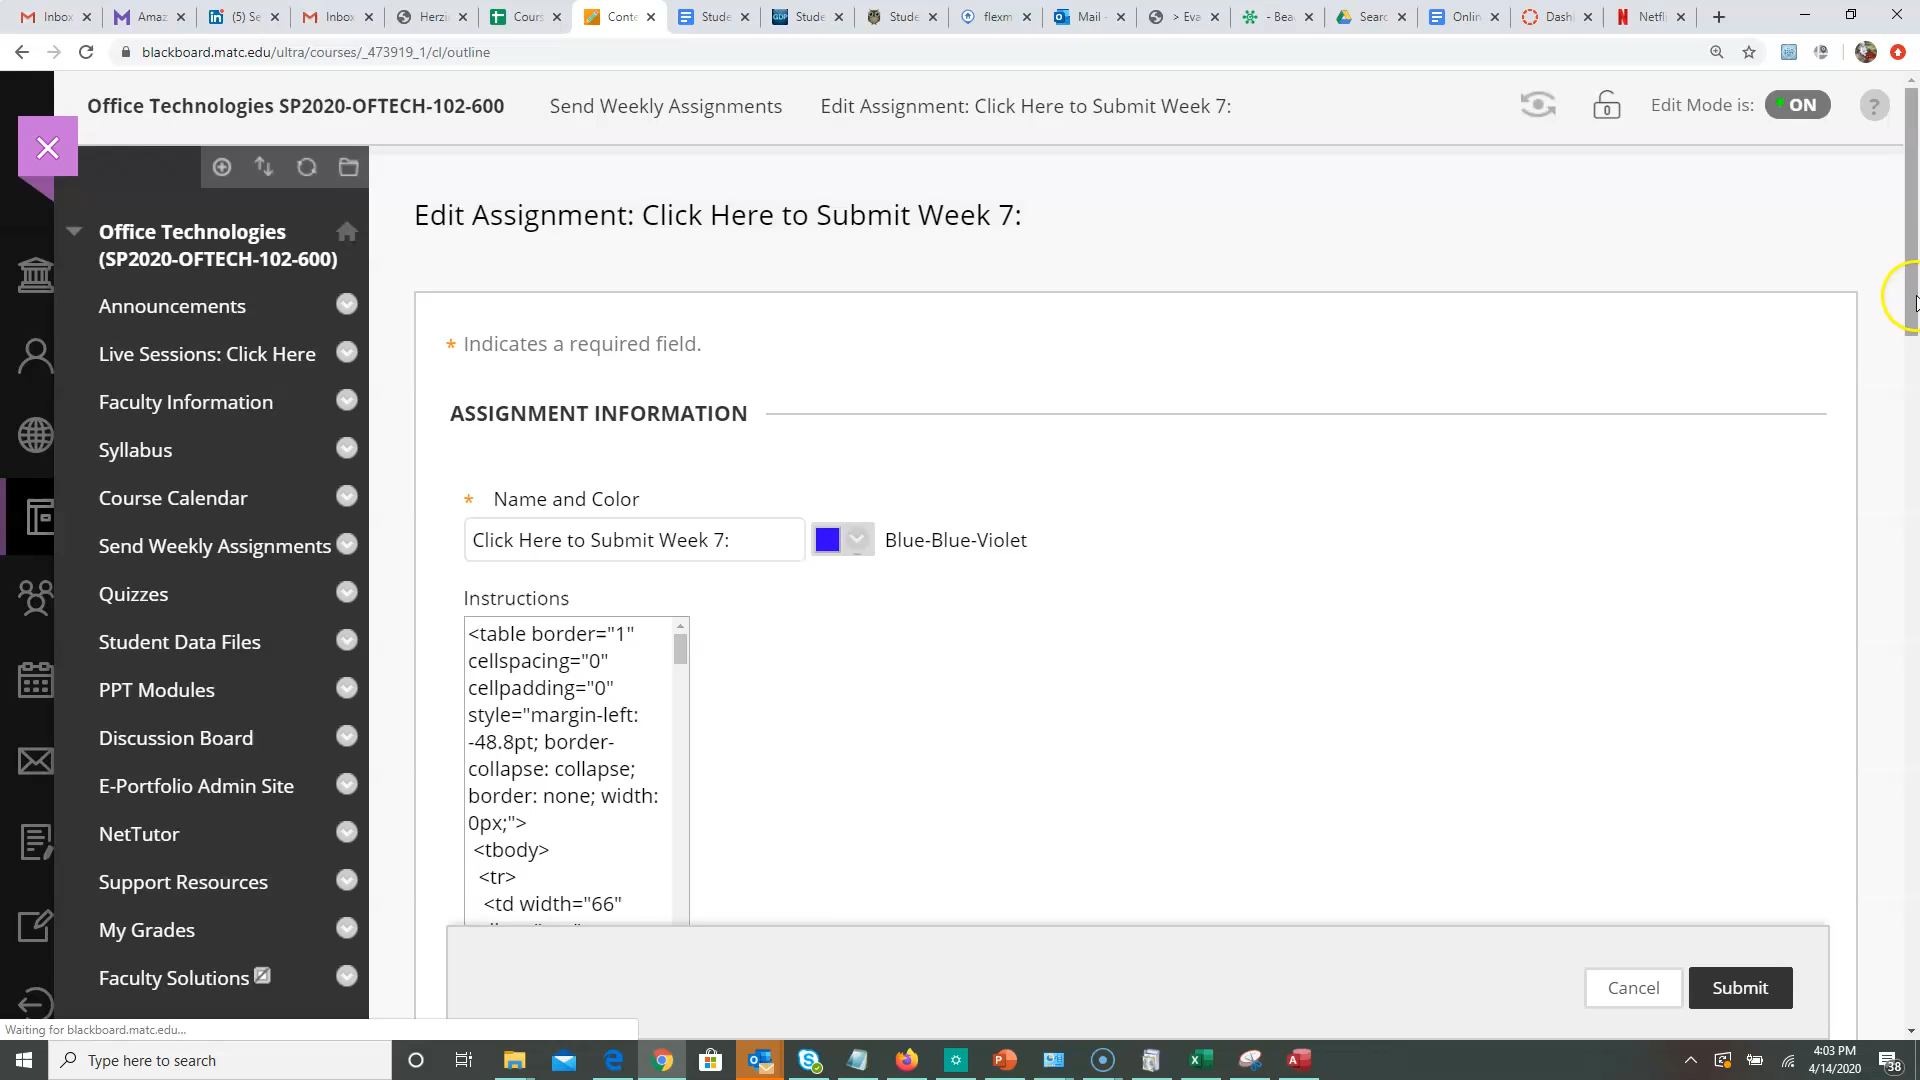 Inbox
Amaz
(5) Se
Inbox
Herzi
Cours
Conte
Stude
Stude
Stude
flexm
Mail -
> Eva
- Bea
Searc
Onlin
Dash
Netfl
blackboard.matc.edu/ultra/courses/_473919_1/cl/outline
Office Technologies SP2020-OFTECH-102-600
Send Weekly Assignments
Edit Assignment: Click Here to Submit Week 7:
Edit Mode is:
ON
?
Office Technologies
(SP2020-OFTECH-102-600)
Announcements
Live Sessions: Click Here
Faculty Information
Syllabus
Course Calendar
Send Weekly Assignments
Quizzes
Student Data Files
PPT Modules
Discussion Board
E-Portfolio Admin Site
NetTutor
Support Resources
My Grades
Faculty Solutions
Edit Assignment: Click Here to Submit Week 7:
* Indicates a required field.
ASSIGNMENT INFORMATION
* Name and Color
Click Here to Submit Week 7:
Blue-Blue-Violet
Instructions
<table border="1"
cellspacing="0"
cellpadding="0"
style="margin-left:
-48.8pt; border-
collapse: collapse;
border: none; width:
0px;">
<tbody>
<tr>
<td width="66"
Cancel
Submit
Waiting for blackboard.matc.edu...
Type here to search
4:03 PM
4/14/2020
38